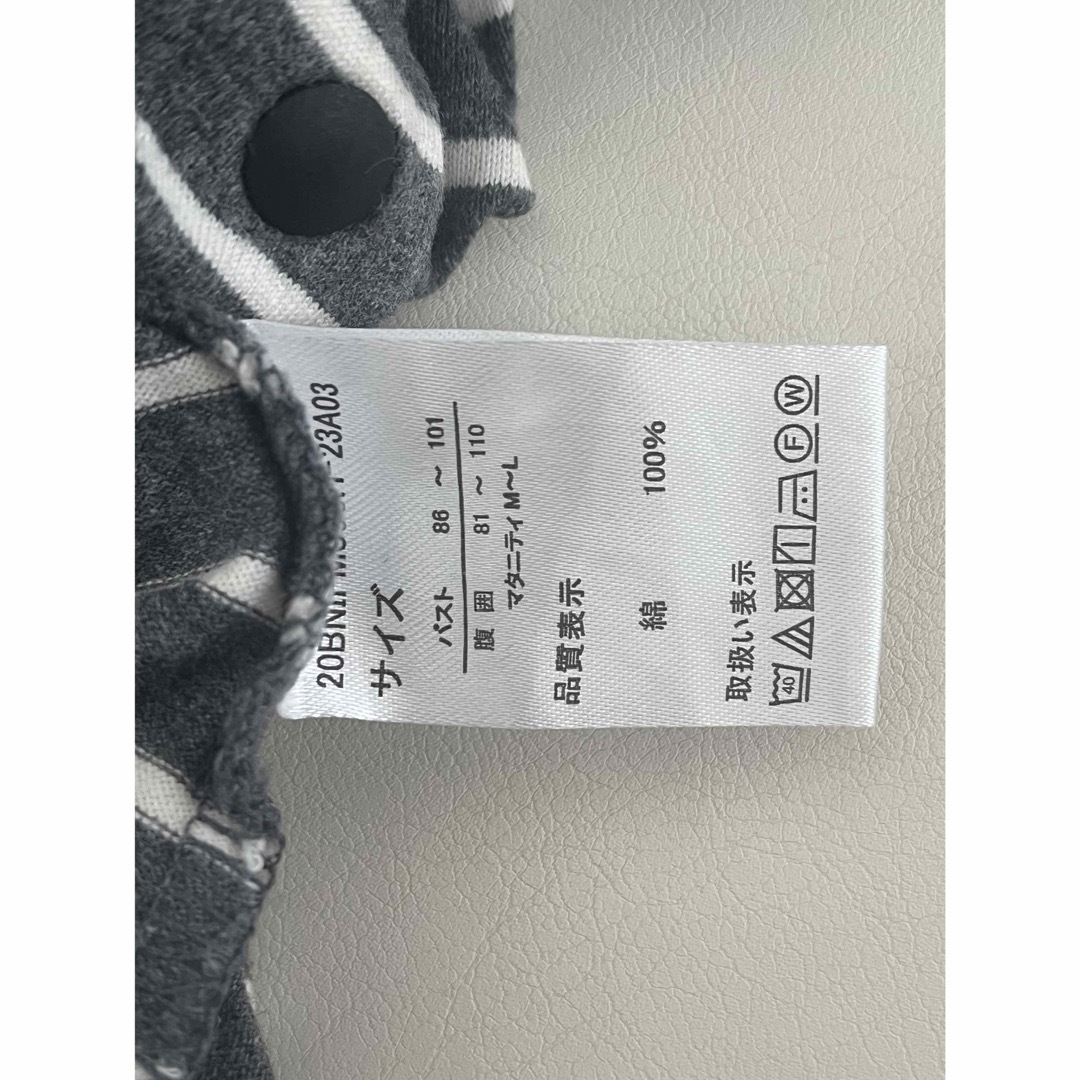 23A03
サイズ
バスト 86 ～ 101
腹囲 81 ～ 110
マタニティM～L
品質表示
綿 100%
取扱い表示
40 F W